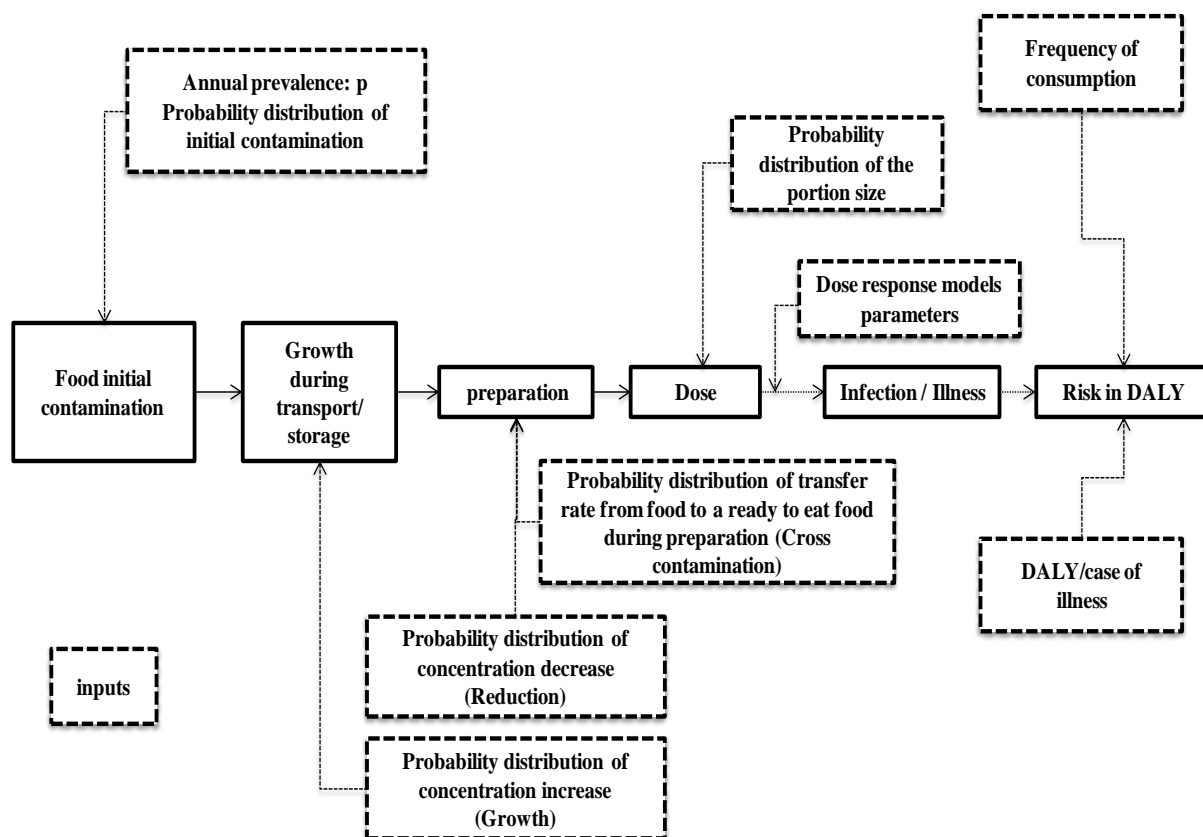 Annual prevalence: p
Probability distribution of
initial contamination
Frequency of
consumption
Probability
distribution of the
portion size
Dose response models
parameters
Food initial
contamination
Growth
during
transport/
storage
preparation
Dose
Infection / Illness
Risk in DALY
Probability distribution of transfer
rate from food to a ready to eat food
during preparation (Cross
contamination)
DALY/case of
illness
Probability distribution of
concentration decrease
(Reduction)
inputs
Probability distribution of
concentration increase
(Growth)